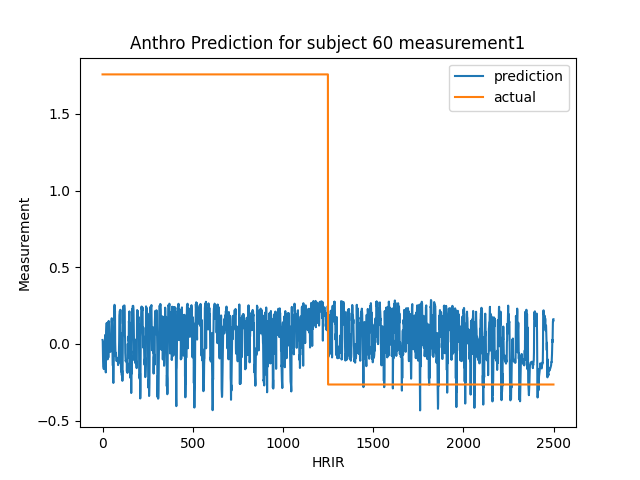 Anthro Prediction for subject 60 measurement1
prediction
actual
1.5
1.0
0.5
0.0
−0.5
Measurement
0
500
1000
1500
2000
2500
HRIR